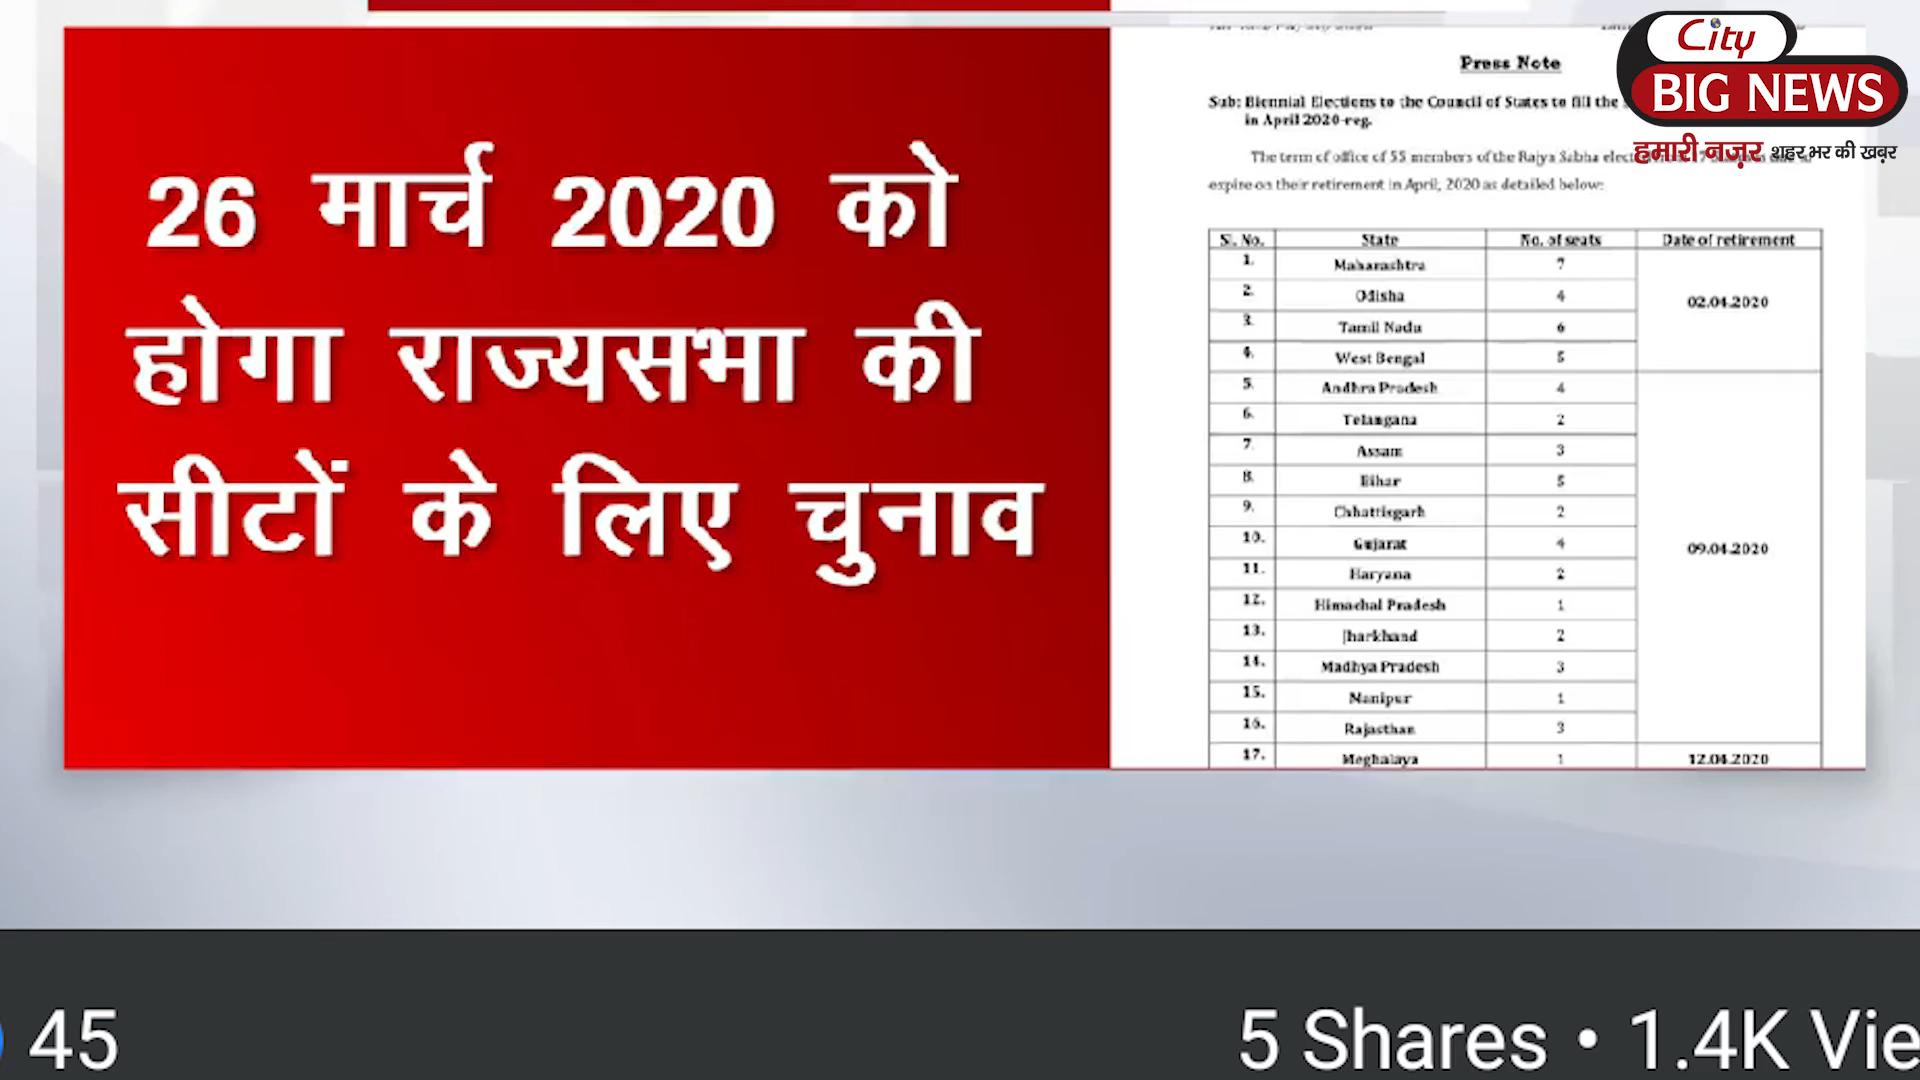 City
BIG NEWS
हमारी नज़र शहर भर की खब़र
26 मार्च 2020 को
होगा राज्यसभा की
सीटों के लिए चुनाव
Press Note
Sub: Biennial Elections to the Council of States to fill the
in April 2020-reg.
The term of office of 55 members of the Rajya Sabha
expire on their retirement in April, 2020 as detailed below:
Sl. No. State No. of seats Date of retirement
1. Maharashtra 7
2. Odisha 4 02.04.2020
3. Tamil Nadu 6
4. West Bengal 5
5. Andhra Pradesh 4
6. Telangana 2
7. Assam 3
8. Bihar 5
9. Chhattisgarh 2
10. Gujarat 4 09.04.2020
11. Haryana 2
12. Himachal Pradesh 1
13. Jharkhand 2
14. Madhya Pradesh 3
15. Manipur 1
16. Rajasthan 3
17. Meghalaya 1 12.04.2020
45
5 Shares • 1.4K Vie